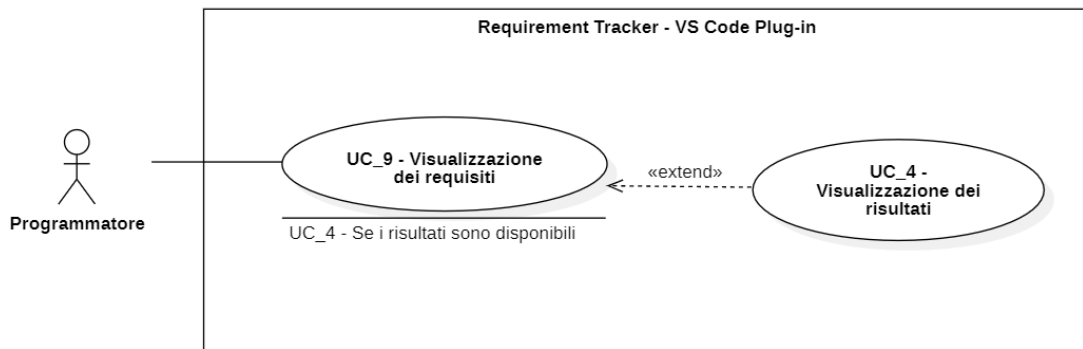 Requirement Tracker - VS Code Plug-in
UC_9 - Visualizzazione
dei requisiti
«extend»
UC_4 -
Visualizzazione dei
risultati
Programmatore
UC_4 - Se i risultati sono disponibili